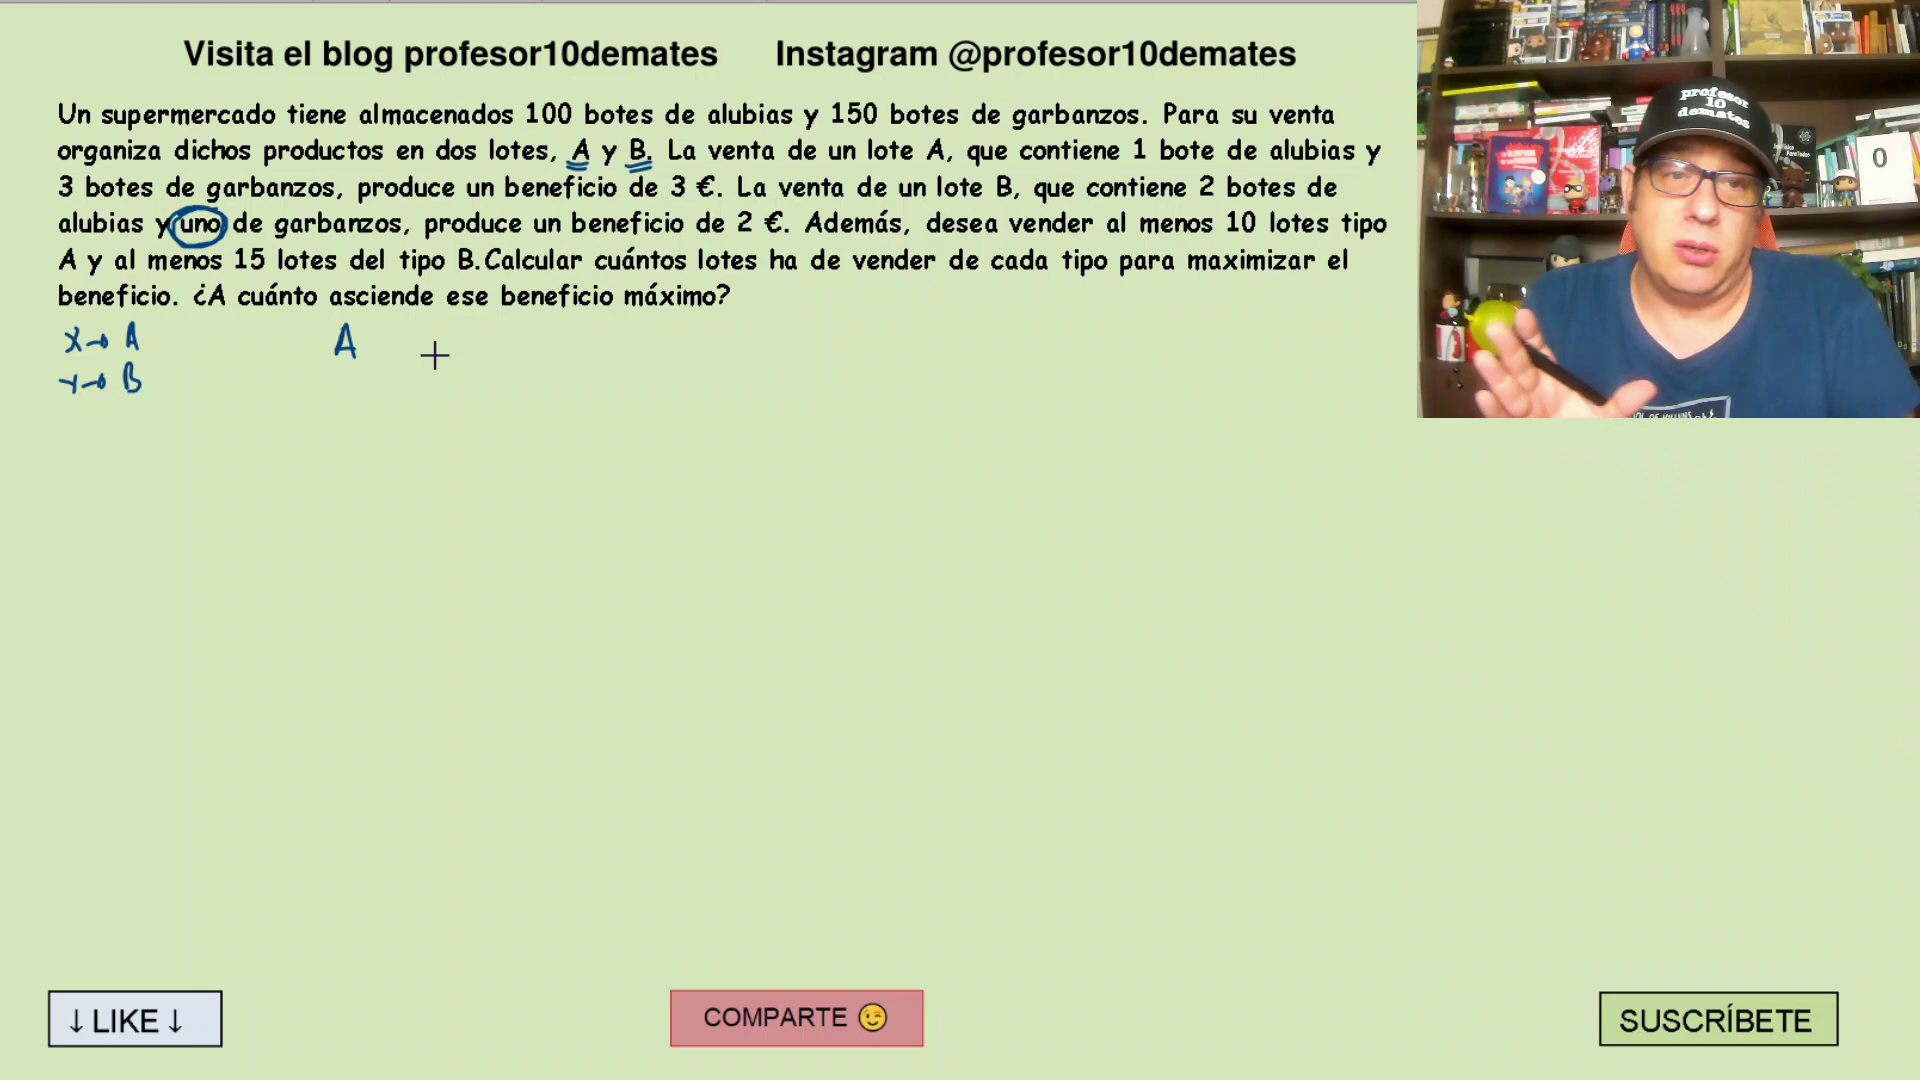 Visita el blog profesor10demates Instagram @profesor10demates
Un supermercado tiene almacenados 100 botes de alubias y 150 botes de garbanzos. Para su venta
organiza dichos productos en dos lotes, A y B. La venta de un lote A, que contiene 1 bote de alubias y
3 botes de garbanzos, produce un beneficio de 3 €. La venta de un lote B, que contiene 2 botes de
alubias y uno de garbanzos, produce un beneficio de 2 €. Además, desea vender al menos 10 lotes tipo
A y al menos 15 lotes del tipo B.Calcular cuántos lotes ha de vender de cada tipo para maximizar el
beneficio. ¿A cuánto asciende ese beneficio máximo?
X→ A A
Y→ B
profesor
10
demates
0
↓ LIKE ↓
COMPARTE 😉
SUSCRÍBETE